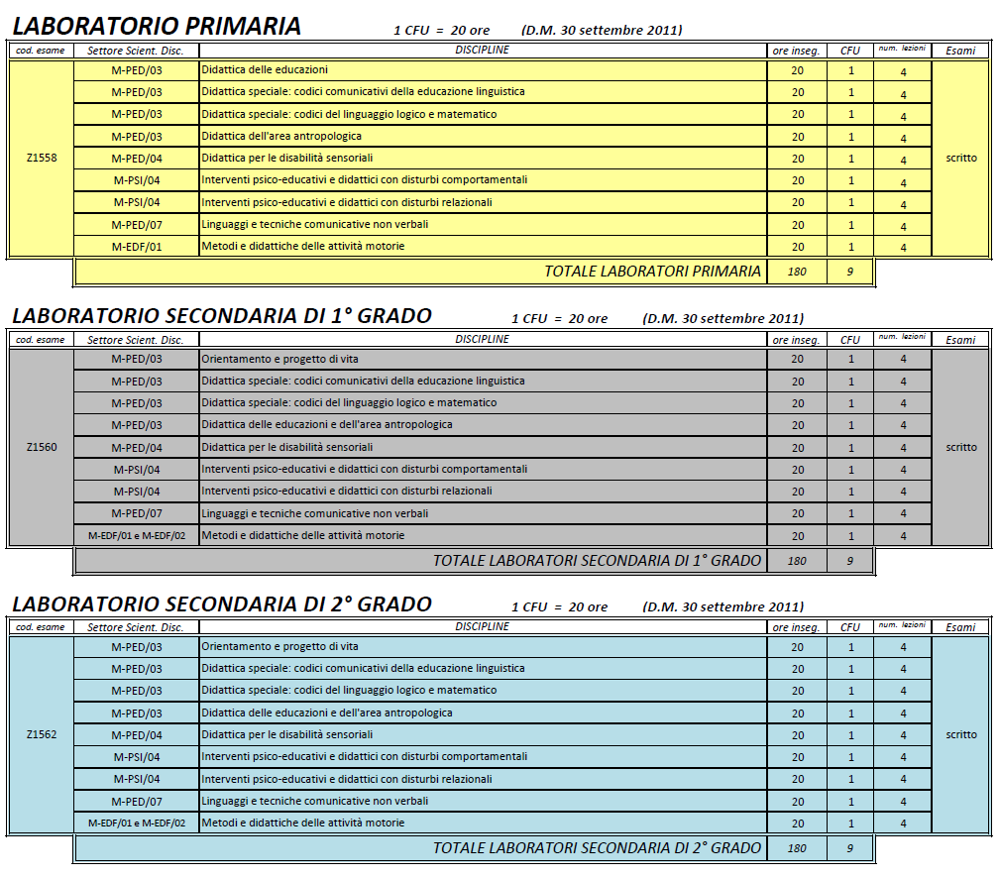 LABORATORIO PRIMARIA 1 CFU = 20 ore (D.M. 30 settembre 2011)
cod. esame Settore Scient. Disc. DISCIPLINE ore inseg. CFU num. lezioni Esami
M-PED/03 Didattica delle educazioni 20 1 4
M-PED/03 Didattica speciale: codici comunicativi della educazione linguistica 20 1 4
M-PED/03 Didattica speciale: codici del linguaggio logico e matematico 20 1 4
M-PED/03 Didattica dell'area antropologica 20 1 4
Z1558 M-PED/04 Didattica per le disabilità sensoriali 20 1 4 scritto
M-PSI/04 Interventi psico-educativi e didattici con disturbi comportamentali 20 1 4
M-PSI/04 Interventi psico-educativi e didattici con disturbi relazionali 20 1 4
M-PED/07 Linguaggi e tecniche comunicative non verbali 20 1 4
M-EDF/01 Metodi e didattiche delle attività motorie 20 1 4
TOTALE LABORATORI PRIMARIA 180 9
LABORATORIO SECONDARIA DI 1° GRADO 1 CFU = 20 ore (D.M. 30 settembre 2011)
cod. esame Settore Scient. Disc. DISCIPLINE ore inseg. CFU num. lezioni Esami
M-PED/03 Orientamento e progetto di vita 20 1 4
M-PED/03 Didattica speciale: codici comunicativi della educazione linguistica 20 1 4
M-PED/03 Didattica speciale: codici del linguaggio logico e matematico 20 1 4
M-PED/03 Didattica delle educazioni e dell'area antropologica 20 1 4
Z1560 M-PED/04 Didattica per le disabilità sensoriali 20 1 4 scritto
M-PSI/04 Interventi psico-educativi e didattici con disturbi comportamentali 20 1 4
M-PSI/04 Interventi psico-educativi e didattici con disturbi relazionali 20 1 4
M-PED/07 Linguaggi e tecniche comunicative non verbali 20 1 4
M-EDF/01 e M-EDF/02 Metodi e didattiche delle attività motorie 20 1 4
TOTALE LABORATORI SECONDARIA DI 1° GRADO 180 9
LABORATORIO SECONDARIA DI 2° GRADO 1 CFU = 20 ore (D.M. 30 settembre 2011)
cod. esame Settore Scient. Disc. DISCIPLINE ore inseg. CFU num. lezioni Esami
M-PED/03 Orientamento e progetto di vita 20 1 4
M-PED/03 Didattica speciale: codici comunicativi della educazione linguistica 20 1 4
M-PED/03 Didattica speciale: codici del linguaggio logico e matematico 20 1 4
M-PED/03 Didattica delle educazioni e dell'area antropologica 20 1 4
Z1562 M-PED/04 Didattica per le disabilità sensoriali 20 1 4 scritto
M-PSI/04 Interventi psico-educativi e didattici con disturbi comportamentali 20 1 4
M-PSI/04 Interventi psico-educativi e didattici con disturbi relazionali 20 1 4
M-PED/07 Linguaggi e tecniche comunicative non verbali 20 1 4
M-EDF/01 e M-EDF/02 Metodi e didattiche delle attività motorie 20 1 4
TOTALE LABORATORI SECONDARIA DI 2° GRADO 180 9